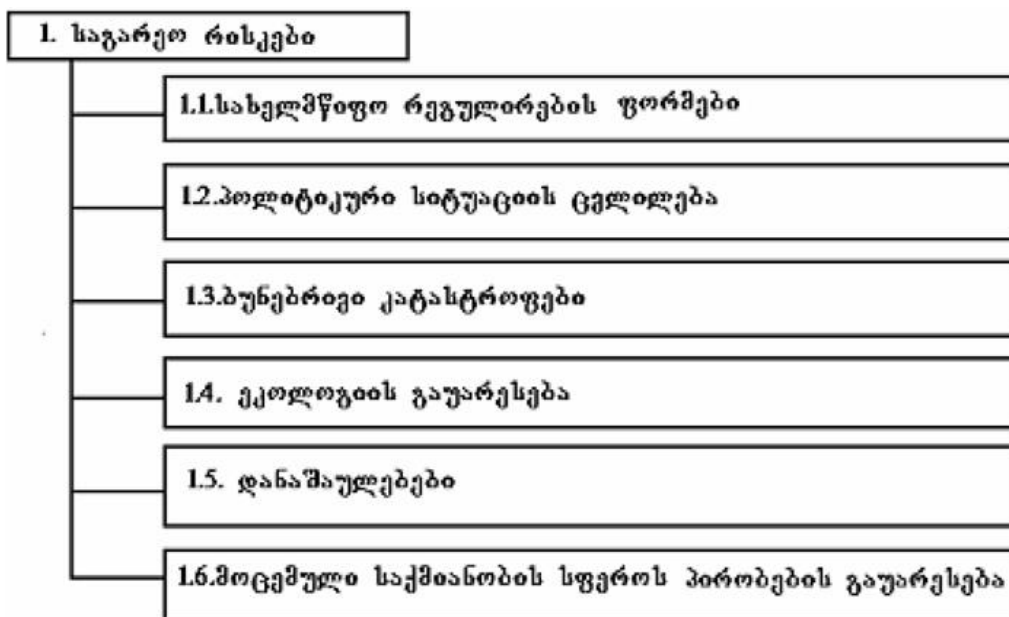 1. საგარეო რისკები
1.1.სახელმწიფო რეგულირების ფორმები
1.2.პოლიტიკური სიტუაციის ცვლილება
1.3.ბუნებრივი კატასტროფები
1.4. ეკოლოგიის გაუარესება
1.5. დანაშაულებები
1.6.მოცემული საქმიანობის სფეროს პირობების გაუარესება